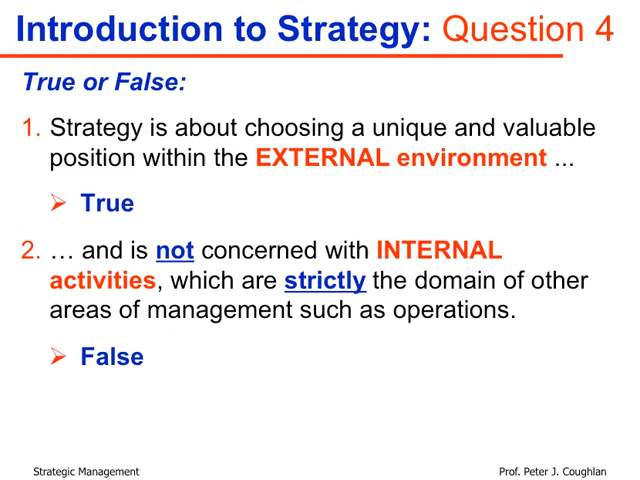 Introduction to Strategy: Question 4
True or False:
1. Strategy is about choosing a unique and valuable
position within the EXTERNAL environment ...
➢ True
2. … and is not concerned with INTERNAL
activities, which are strictly the domain of other
areas of management such as operations.
➢ False
Strategic Management
Prof. Peter J. Coughlan